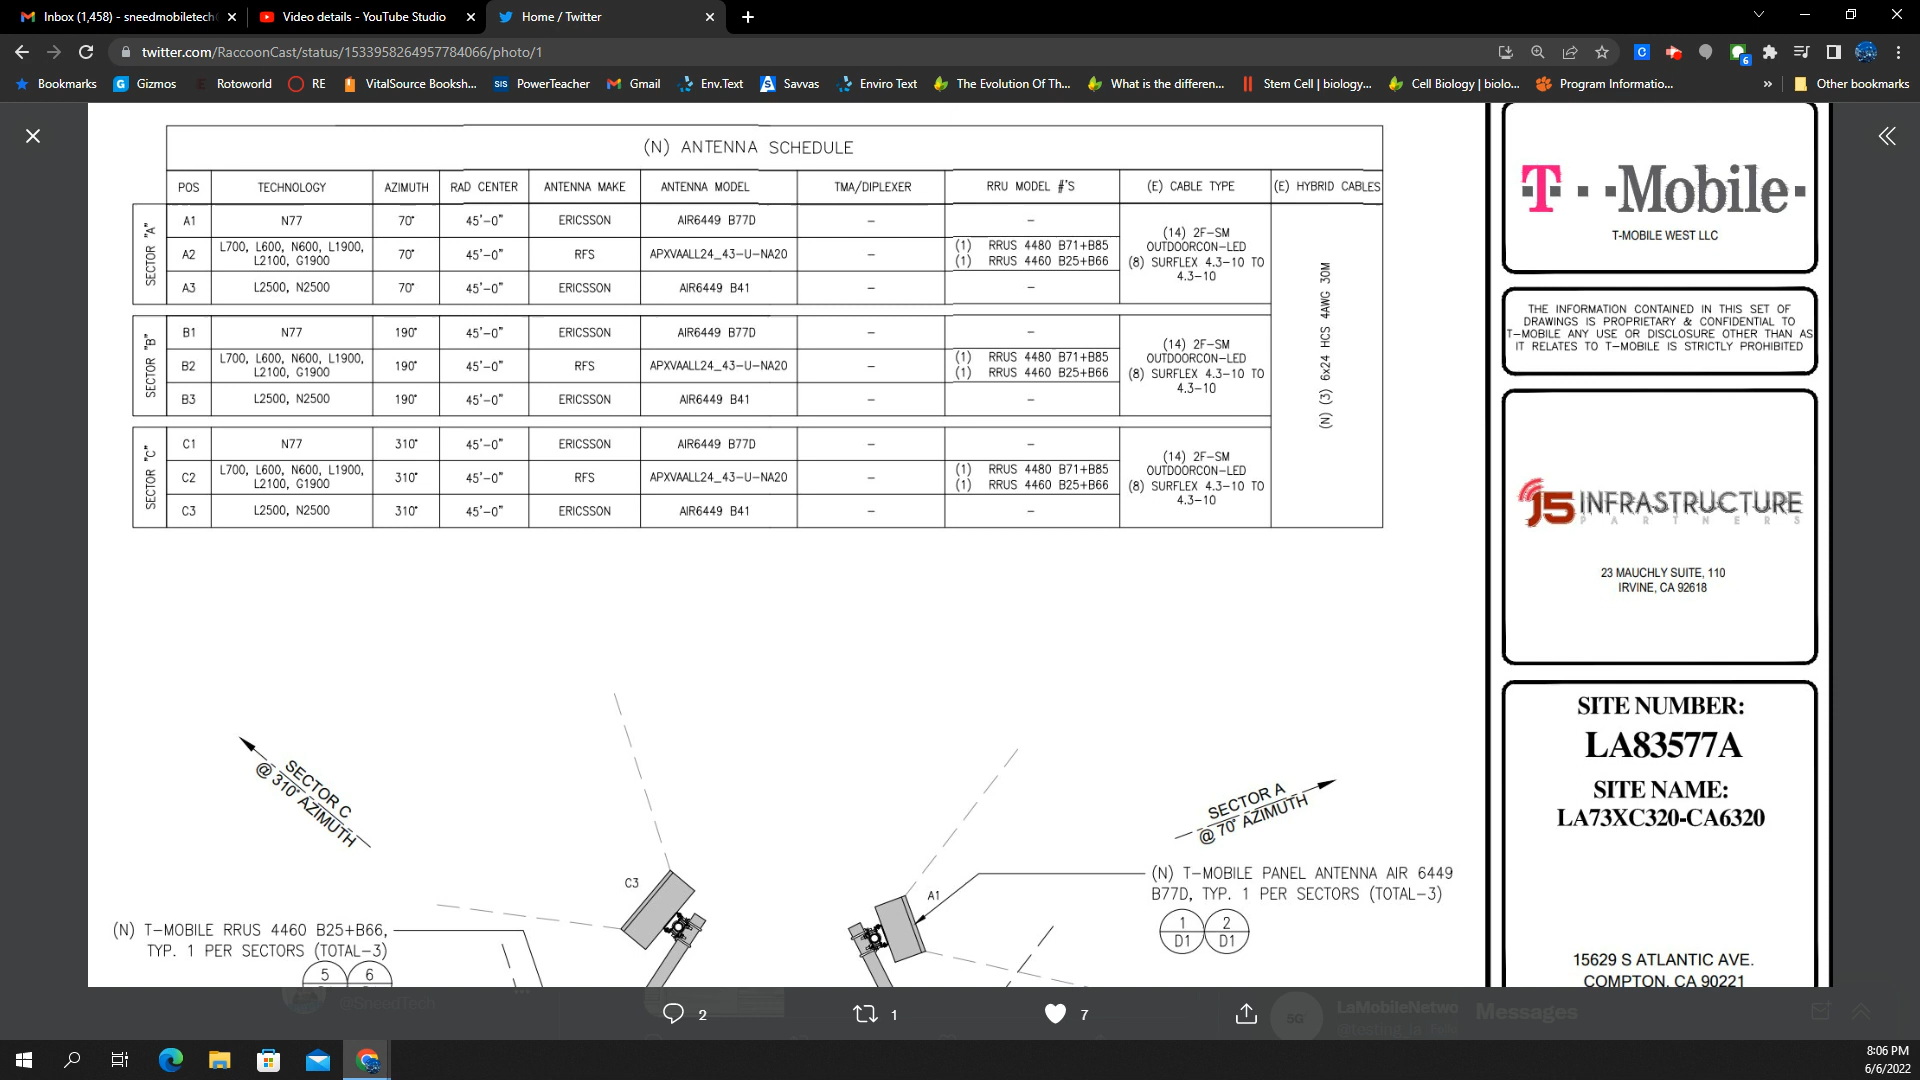 Inbox (1,458) - sneedmobiletech
Video details - YouTube Studio
Home / Twitter
twitter.com/RaccoonCast/status/1533958264957784066/photo/1
Bookmarks
Gizmos
Rotoworld
RE
VitalSource Booksh...
SIS PowerTeacher
Gmail
Env.Text
Savvas
Enviro Text
The Evolution Of Th...
What is the differen...
Stem Cell | biology...
Cell Biology | biolo...
Program Informatio...
»
Other bookmarks
(N) ANTENNA SCHEDULE
POS TECHNOLOGY AZIMUTH RAD CENTER ANTENNA MAKE ANTENNA MODEL TMA/DIPLEXER RRU MODEL #'S (E) CABLE TYPE (E) HYBRID CABLES
SECTOR "A"
A1 N77 70° 45'-0" ERICSSON AIR6449 B77D - -
A2 L700, L600, N600, L1900, L2100, G1900 70° 45'-0" RFS APXVAALL24_43-U-NA20 - (1) RRUS 4480 B71+B85
(1) RRUS 4460 B25+B66
A3 L2500, N2500 70° 45'-0" ERICSSON AIR6449 B41 - -
(14) 2F-SM
OUTDOORCON-LED
(8) SURFLEX 4.3-10 TO
4.3-10
SECTOR "B"
B1 N77 190° 45'-0" ERICSSON AIR6449 B77D - -
B2 L700, L600, N600, L1900, L2100, G1900 190° 45'-0" RFS APXVAALL24_43-U-NA20 - (1) RRUS 4480 B71+B85
(1) RRUS 4460 B25+B66
B3 L2500, N2500 190° 45'-0" ERICSSON AIR6449 B41 - -
(14) 2F-SM
OUTDOORCON-LED
(8) SURFLEX 4.3-10 TO
4.3-10
SECTOR "C"
C1 N77 310° 45'-0" ERICSSON AIR6449 B77D - -
C2 L700, L600, N600, L1900, L2100, G1900 310° 45'-0" RFS APXVAALL24_43-U-NA20 - (1) RRUS 4480 B71+B85
(1) RRUS 4460 B25+B66
C3 L2500, N2500 310° 45'-0" ERICSSON AIR6449 B41 - -
(14) 2F-SM
OUTDOORCON-LED
(8) SURFLEX 4.3-10 TO
4.3-10
(N) (3) 6x24 HCS 4AWG 30M
T-Mobile
T-MOBILE WEST LLC
THE INFORMATION CONTAINED IN THIS SET OF
DRAWINGS IS PROPRIETARY & CONFIDENTIAL TO
T-MOBILE ANY USE OR DISCLOSURE OTHER THAN AS
IT RELATES TO T-MOBILE IS STRICTLY PROHIBITED
J5 INFRASTRUCTURE
PARTNERS
23 MAUCHLY SUITE, 110
IRVINE, CA 92618
SITE NUMBER:
LA83577A
SITE NAME:
LA73XC320-CA6320
15629 S ATLANTIC AVE.
COMPTON, CA 90221
SECTOR C
@ 310° AZIMUTH
SECTOR A
@ 70° AZIMUTH
C3
A1
(N) T-MOBILE PANEL ANTENNA AIR 6449
B77D, TYP. 1 PER SECTORS (TOTAL-3)
1 2
D1 D1
(N) T-MOBILE RRUS 4460 B25+B66,
TYP. 1 PER SECTORS (TOTAL-3)
5 6
@SneedTech
2
1
7
5G
LaMobileNetwo
Messages
8:06 PM
6/6/2022